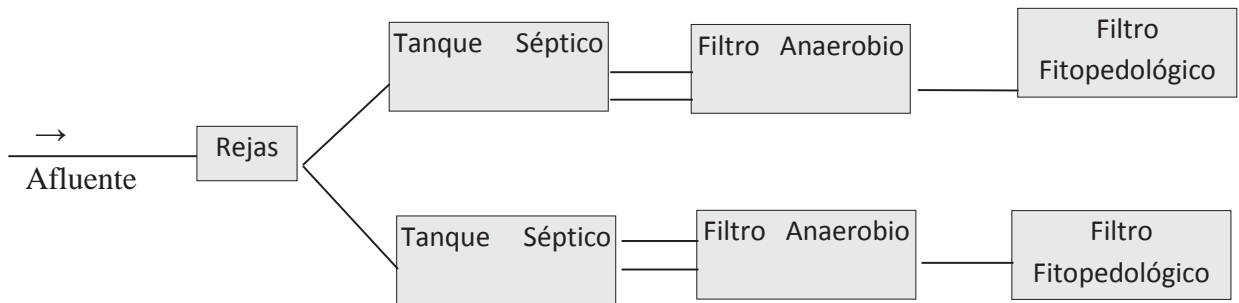 Tanque Séptico
Filtro Anaerobio
Filtro
Fitopedológico
→
Afluente
Rejas
Tanque Séptico
Filtro Anaerobio
Filtro
Fitopedológico